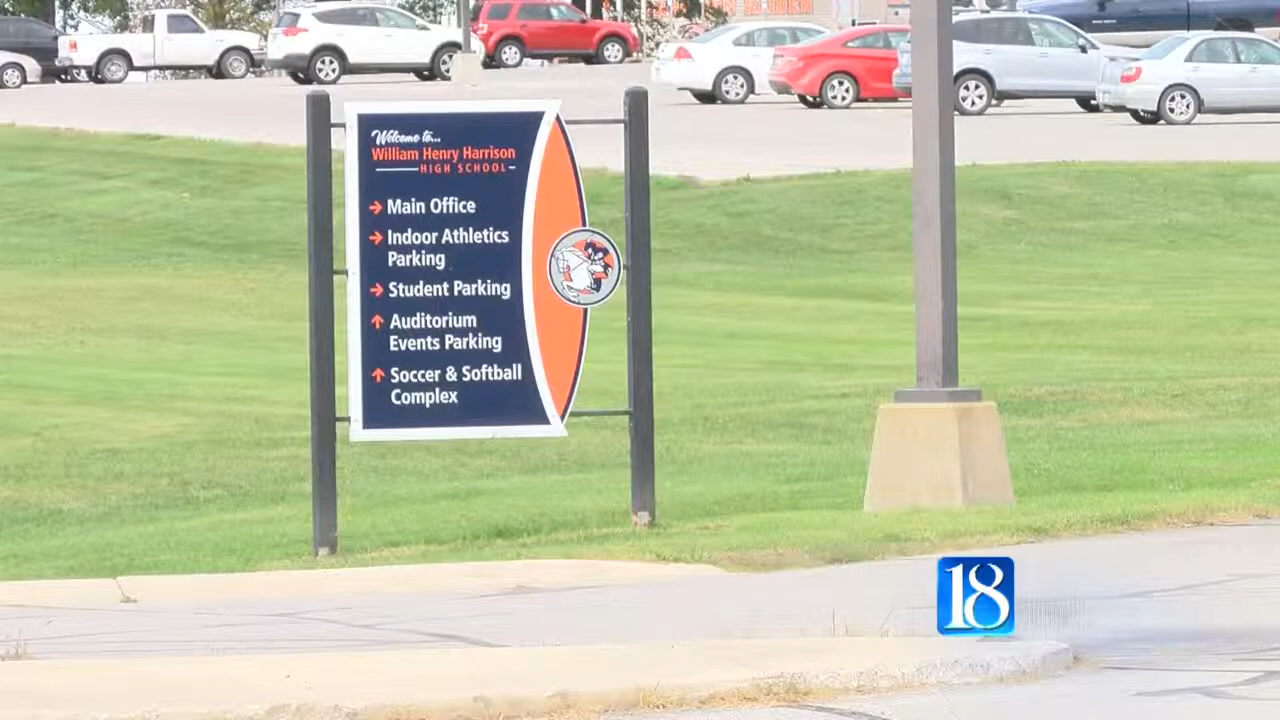 Welcome to...
William Henry Harrison
HIGH SCHOOL
→ Main Office
→ Indoor Athletics
Parking
→ Student Parking
↑ Auditorium
Events Parking
↑ Soccer & Softball
Complex
18